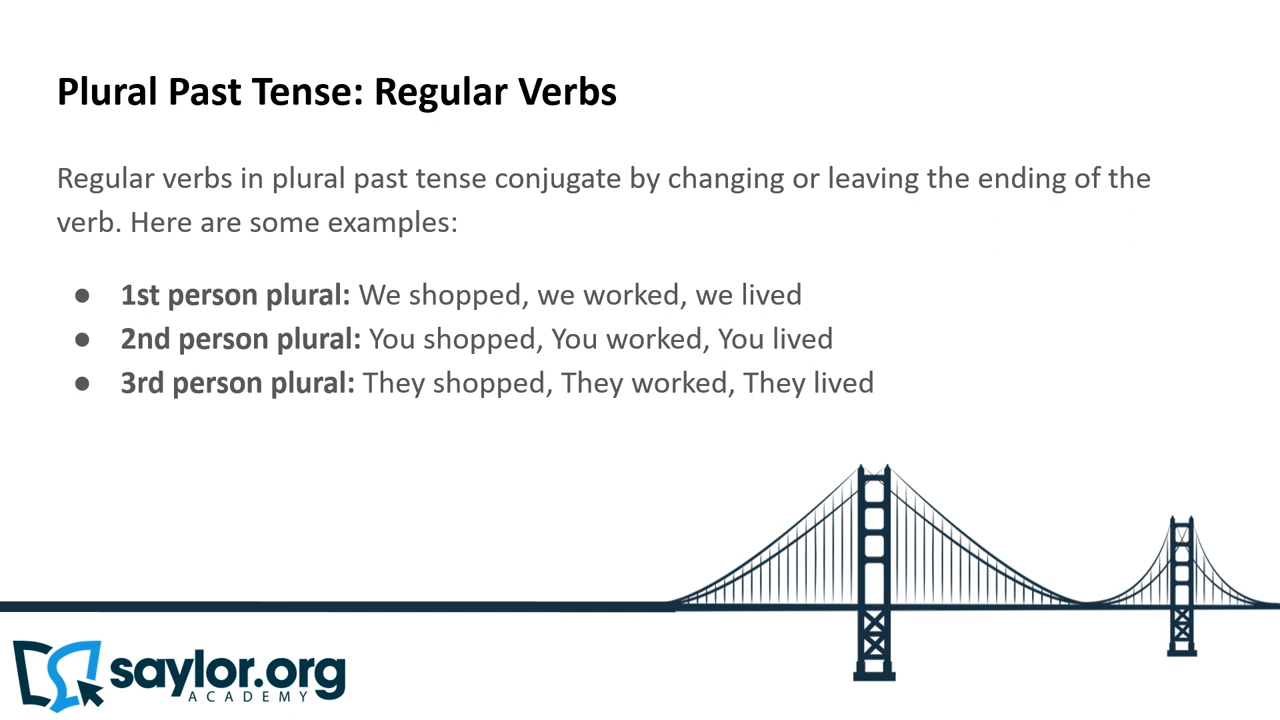 Plural Past Tense: Regular Verbs
Regular verbs in plural past tense conjugate by changing or leaving the ending of the
verb. Here are some examples:
● 1st person plural: We shopped, we worked, we lived
● 2nd person plural: You shopped, You worked, You lived
● 3rd person plural: They shopped, They worked, They lived
saylor.org
ACADEMY